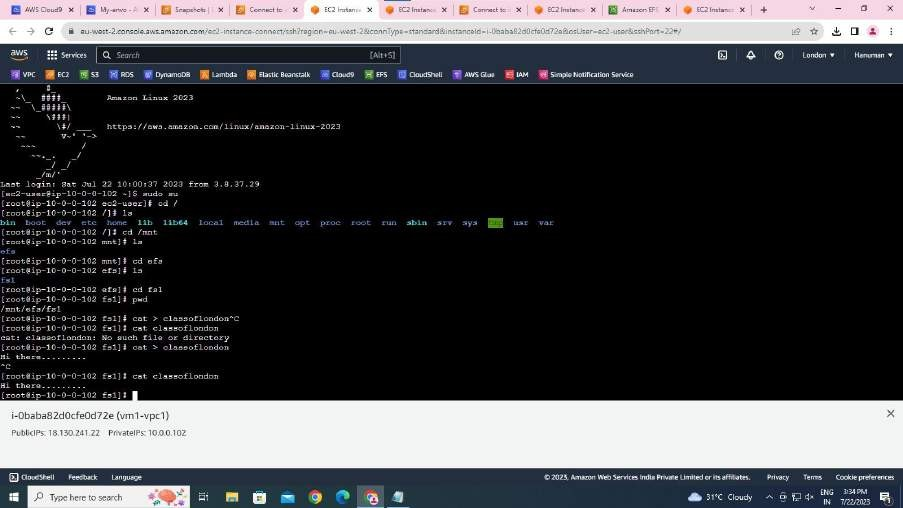 AWS Cloud9
My-envo - A
Snapshots |
Connect to
EC2 Instance
EC2 Instance
Connect to i
EC2 Instance
Amazon EFS
EC2 Instance
eu-west-2.console.aws.amazon.com/ec2-instance-connect/ssh?region=eu-west-2&connType=standard&instanceId=i-0baba82d0cfe0d72e&osUser=ec2-user&sshPort=22#/
aws Services Search [Alt+S] London ▼ Hanuman ▼
VPC EC2 S3 RDS DynamoDB Lambda Elastic Beanstalk Cloud9 EFS CloudShell AWS Glue IAM Simple Notification Service
, #_
~\_ ####_ Amazon Linux 2023
~~ \_#####\
~~ \###|
~~ \#/ ___ https://aws.amazon.com/linux/amazon-linux-2023
~~ V~' '->
~~~ /
~~._. _/
_/ _/
_/m/'
Last login: Sat Jul 22 10:00:37 2023 from 3.8.37.29
[ec2-user@ip-10-0-0-102 ~]$ sudo su
[root@ip-10-0-0-102 ec2-user]# cd /
[root@ip-10-0-0-102 /]# ls
bin boot dev etc home lib lib64 local media mnt opt proc root run sbin srv sys tmp usr var
[root@ip-10-0-0-102 /]# cd /mnt
[root@ip-10-0-0-102 mnt]# ls
efs
[root@ip-10-0-0-102 mnt]# cd efs
[root@ip-10-0-0-102 efs]# ls
fs1
[root@ip-10-0-0-102 efs]# cd fs1
[root@ip-10-0-0-102 fs1]# pwd
/mnt/efs/fs1
[root@ip-10-0-0-102 fs1]# cat > classoflondon^C
[root@ip-10-0-0-102 fs1]# cat classoflondon
cat: classoflondon: No such file or directory
[root@ip-10-0-0-102 fs1]# cat > classoflondon
Hi there.........
^C
[root@ip-10-0-0-102 fs1]# cat classoflondon
Hi there.........
[root@ip-10-0-0-102 fs1]#
i-0baba82d0cfe0d72e (vm1-vpc1)
PublicIPs: 18.130.241.22 PrivateIPs: 10.0.0.102
CloudShell Feedback Language © 2023, Amazon Web Services India Private Limited or its affiliates. Privacy Terms Cookie preferences
Type here to search 31°C Cloudy ENG IN 3:34 PM 7/22/2023 1